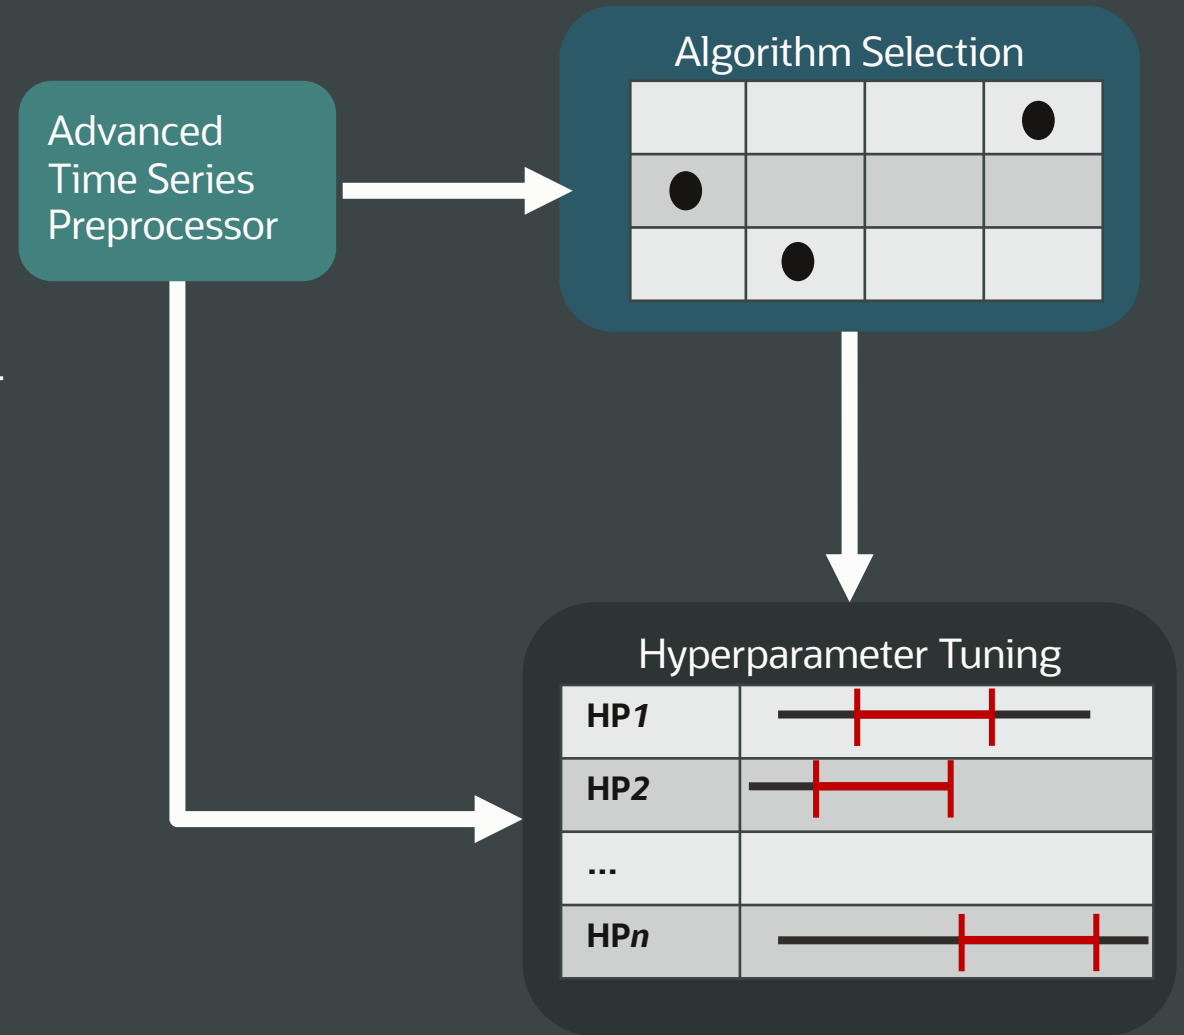 Advanced
Time Series
Preprocessor
Algorithm Selection
Hyperparameter Tuning
HP1
HP2
...
HPn